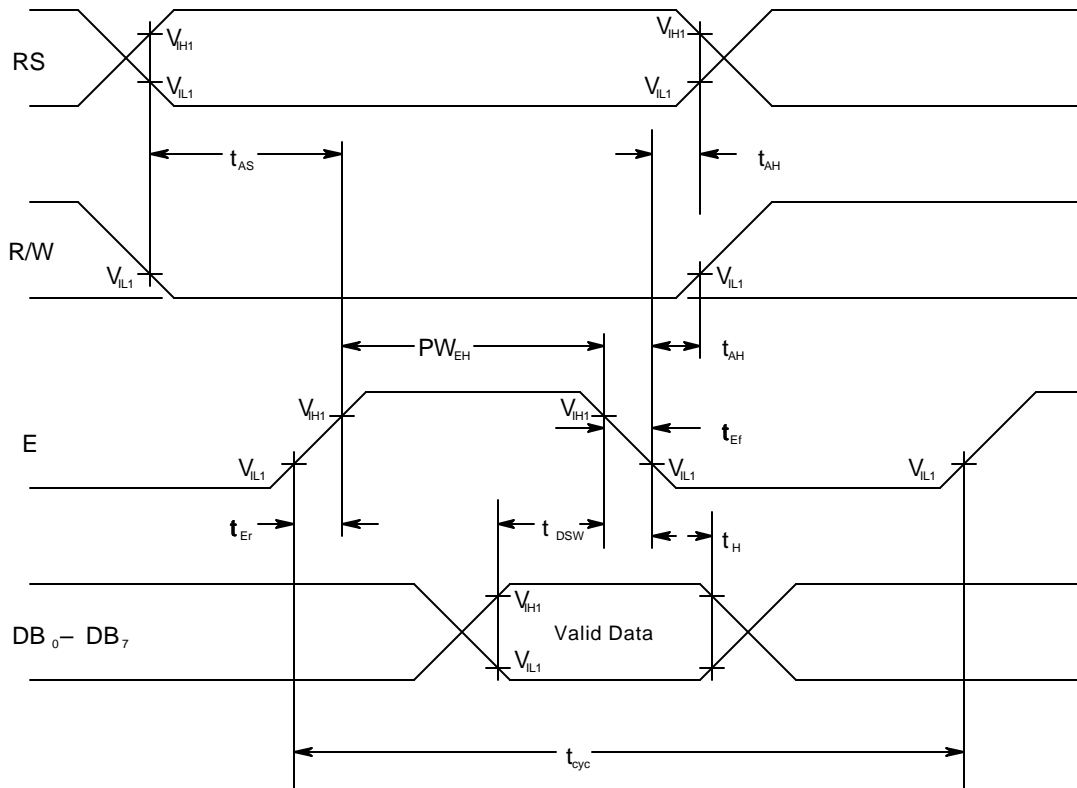 V_IH1 V_IH1
RS
V_IL1 V_IL1
t_AS t_AH
R/W
V_IL1 V_IL1
PW_EH t_AH
V_IH1 V_IH1 t_Ef
E
V_IL1 V_IL1 V_IL1
t_Er t_DSW t_H
V_IH1
DB_0– DB_7 Valid Data
V_IL1
t_cyc